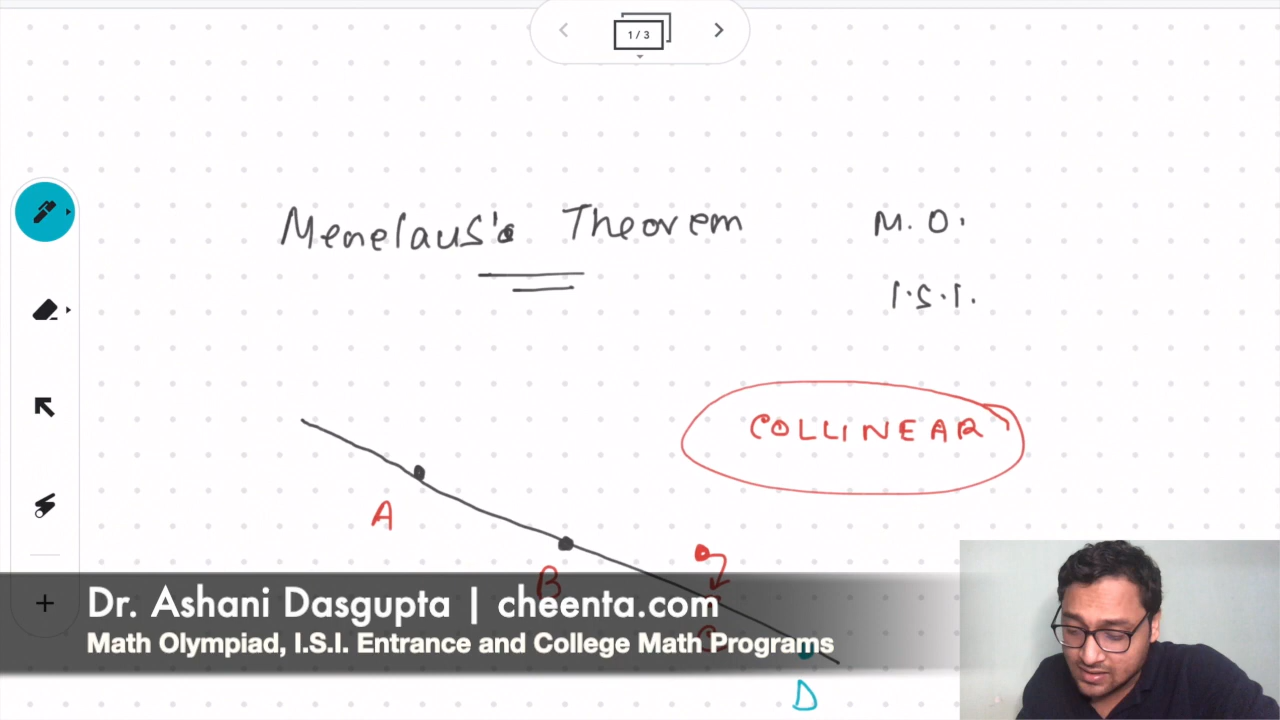 1 / 3
Menelaus's Theorem
M. O.
I.S.I.
COLLINEAR
A
B
C
Dr. Ashani Dasgupta | cheenta.com
Math Olympiad, I.S.I. Entrance and College Math Programs
D